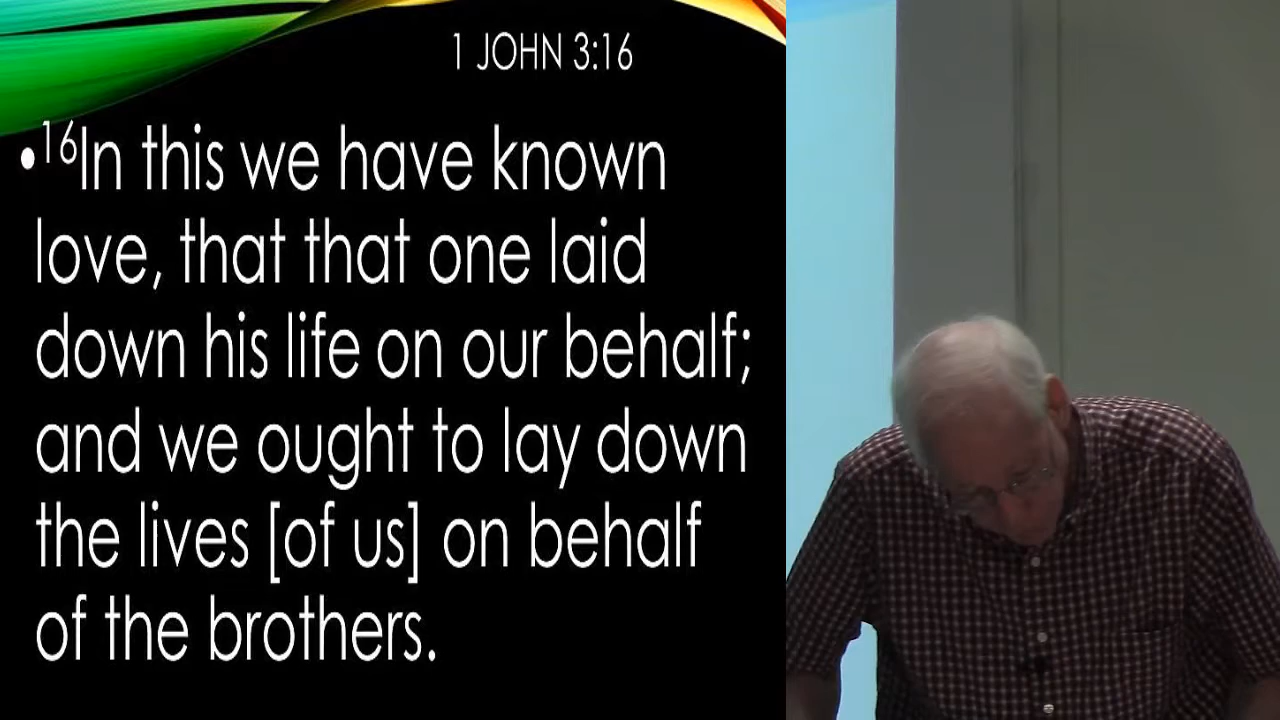 1 JOHN 3:16
•16In this we have known
love, that that one laid
down his life on our behalf;
and we ought to lay down
the lives [of us] on behalf
of the brothers.